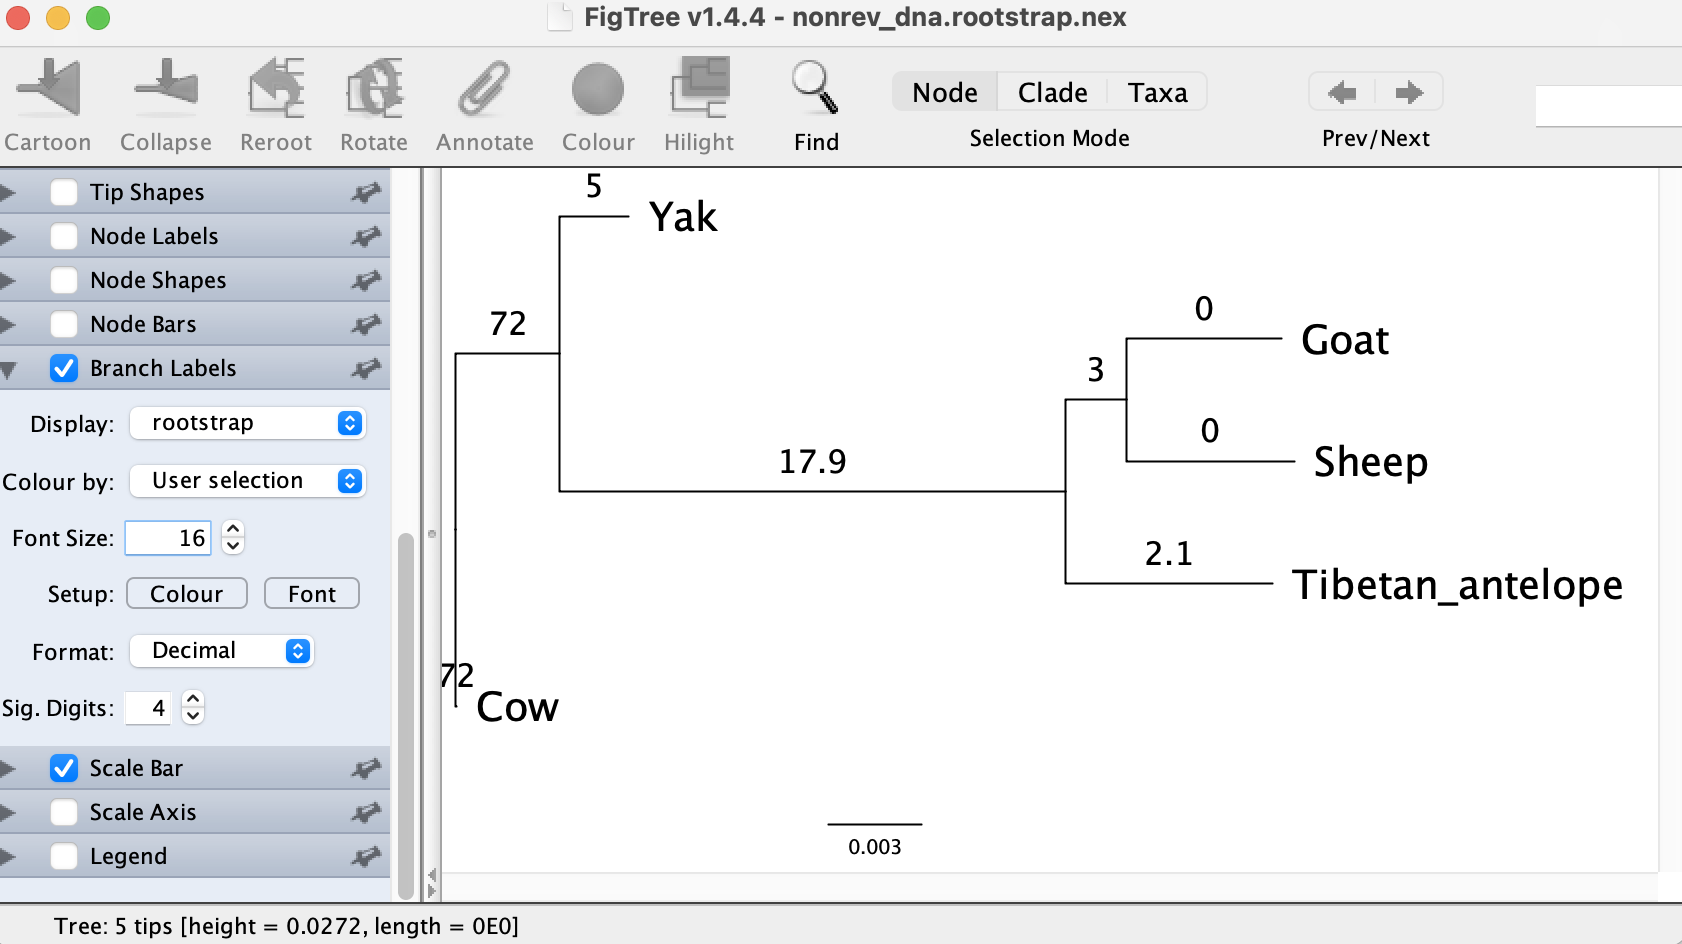 FigTree v1.4.4 - nonrev_dna.rootstrap.nex
Cartoon Collapse Reroot Rotate Annotate Colour Hilight Find
Node Clade Taxa
Selection Mode
Prev/Next
Tip Shapes
Node Labels
Node Shapes
Node Bars
Branch Labels
Display: rootstrap
Colour by: User selection
Font Size: 16
Setup: Colour Font
Format: Decimal
Sig. Digits: 4
Scale Bar
Scale Axis
Legend
5
Yak
72
0
Goat
3
0
Sheep
17.9
2.1
Tibetan_antelope
72
Cow
0.003
Tree: 5 tips [height = 0.0272, length = 0E0]